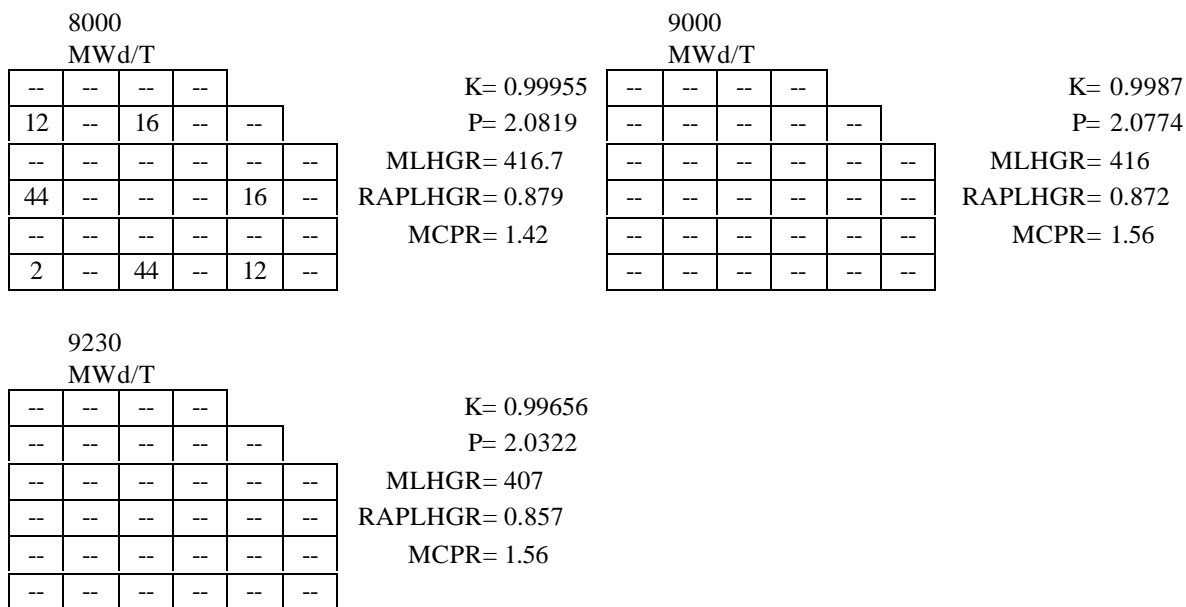 8000
MWd/T
-- -- -- -- K= 0.99955
12 -- 16 -- -- P= 2.0819
-- -- -- -- -- -- MLHGR= 416.7
44 -- -- -- 16 -- RAPLHGR= 0.879
-- -- -- -- -- -- MCPR= 1.42
2 -- 44 -- 12 --
9000
MWd/T
-- -- -- -- K= 0.9987
-- -- -- -- -- P= 2.0774
-- -- -- -- -- -- MLHGR= 416
-- -- -- -- -- -- RAPLHGR= 0.872
-- -- -- -- -- -- MCPR= 1.56
-- -- -- -- -- --
9230
MWd/T
-- -- -- -- K= 0.99656
-- -- -- -- -- P= 2.0322
-- -- -- -- -- -- MLHGR= 407
-- -- -- -- -- -- RAPLHGR= 0.857
-- -- -- -- -- -- MCPR= 1.56
-- -- -- -- -- --